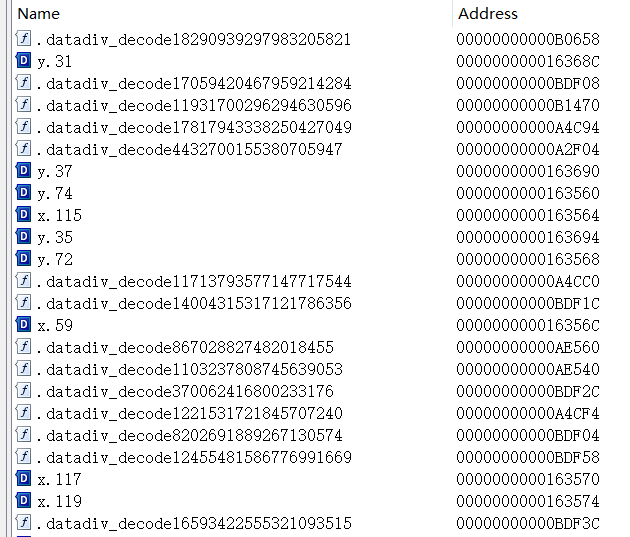 Name Address
.datadiv_decode18290939297983205821 00000000000B0658
y.31 000000000016368C
.datadiv_decode17059420467959214284 00000000000BDF08
.datadiv_decode11931700296294630596 00000000000B1470
.datadiv_decode17817943338250427049 00000000000A4C94
.datadiv_decode4432700155380705947 00000000000A2F04
y.37 0000000000163690
y.74 0000000000163560
x.115 0000000000163564
y.35 0000000000163694
y.72 0000000000163568
.datadiv_decode11713793577147717544 00000000000A4CC0
.datadiv_decode14004315317121786356 00000000000BDF1C
x.59 000000000016356C
.datadiv_decode867028827482018455 00000000000AE560
.datadiv_decode1103237808745639053 00000000000AE540
.datadiv_decode370062416800233176 00000000000BDF2C
.datadiv_decode1221531721845707240 00000000000A4CF4
.datadiv_decode8202691889267130574 00000000000BDF04
.datadiv_decode12455481586776991669 00000000000BDF58
x.117 0000000000163570
x.119 0000000000163574
.datadiv_decode16593422555321093515 00000000000BDF3C